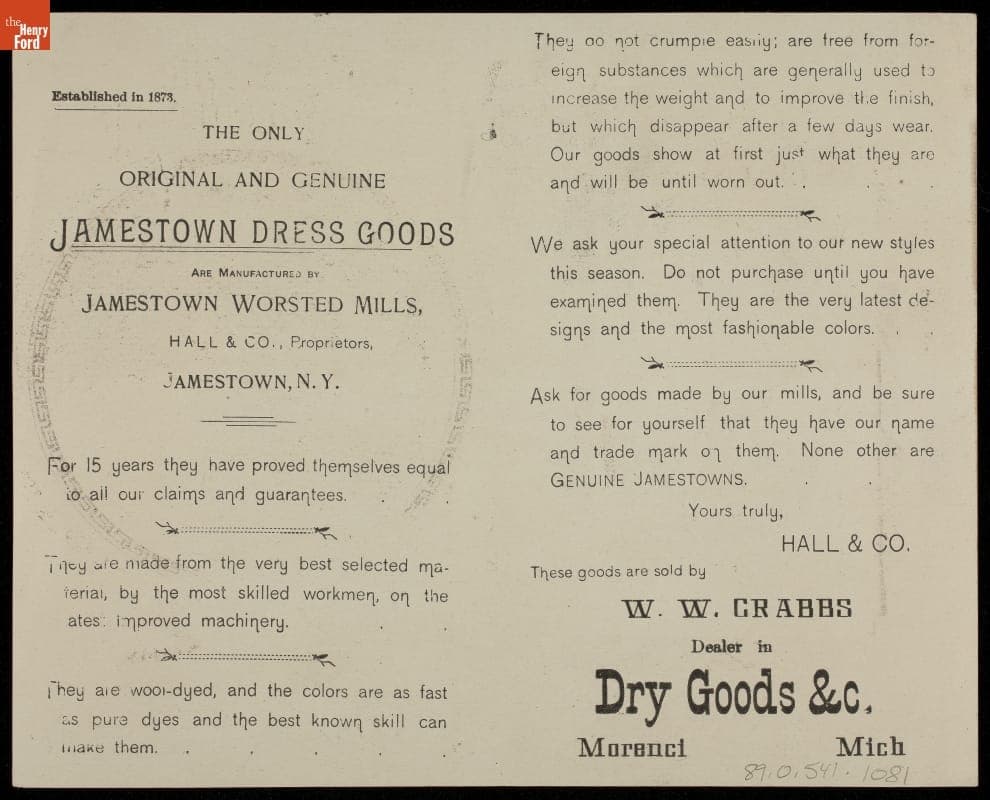 the
Henry
Ford
Established in 1873.
THE ONLY
ORIGINAL AND GENUINE
JAMESTOWN DRESS GOODS
ARE MANUFACTURED BY
JAMESTOWN WORSTED MILLS,
HALL & CO., Proprietors,
JAMESTOWN, N. Y.
For 15 years they have proved themselves equal
to all our claims and guarantees.
They are made from the very best selected ma-
terial, by the most skilled workmen, on the
latest improved machinery.
They are wool-dyed, and the colors are as fast
as pure dyes and the best known skill can
make them.
They do not crumple easily; are free from for-
eign substances which are generally used to
increase the weight and to improve the finish,
but which disappear after a few days wear.
Our goods show at first just what they are
and will be until worn out.
We ask your special attention to our new styles
this season. Do not purchase until you have
examined them. They are the very latest de-
signs and the most fashionable colors.
Ask for goods made by our mills, and be sure
to see for yourself that they have our name
and trade mark on them. None other are
GENUINE JAMESTOWNS.
Yours truly,
HALL & CO.
These goods are sold by
W. W. CRABBS
Dealer in
Dry Goods &c.
Morenci Mich
89.0.541.1081